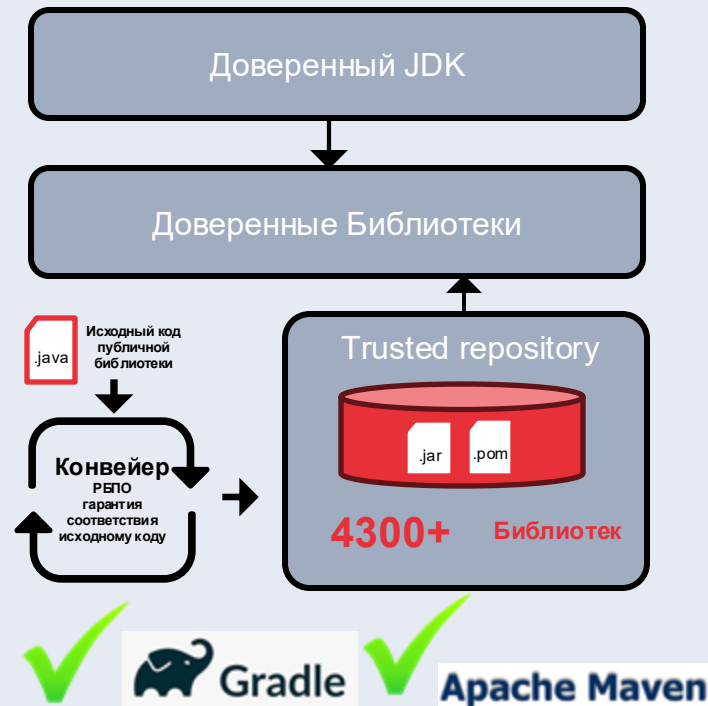 Доверенный JDK
Доверенные Библиотеки
.java
Исходный код
публичной
библиотеки
Конвейер
РБПО
гарантия
соответствия
исходному коду
Trusted repository
.jar
.pom
4300+
Библиотек
Gradle
Apache Maven